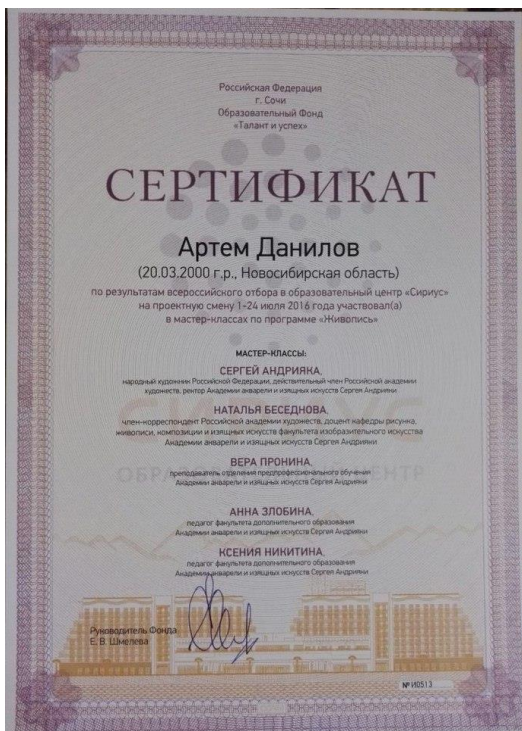 Российская Федерация
г. Сочи
Образовательный Фонд
«Талант и успех»
СЕРТИФИКАТ
Артем Данилов
(20.03.2000 г.р., Новосибирская область)
по результатам всероссийского отбора в образовательный центр «Сириус»
на проектную смену 1-24 июля 2016 года участвовал(а)
в мастер-классах по программе «Живопись»
МАСТЕР-КЛАССЫ:
СЕРГЕЙ АНДРИЯКА,
народный художник Российской Федерации, действительный член Российской академии
художеств, ректор Академии акварели и изящных искусств Сергея Андрияки
НАТАЛЬЯ БЕСЕДНОВА,
член-корреспондент Российской академии художеств, доцент кафедры рисунка,
живописи, композиции и изящных искусств факультета изобразительного искусства
Академии акварели и изящных искусств Сергея Андрияки
ВЕРА ПРОНИНА,
преподаватель отделения предпрофессионального обучения
Академии акварели и изящных искусств Сергея Андрияки
АННА ЗЛОБИНА,
педагог факультета дополнительного образования
Академии акварели и изящных искусств Сергея Андрияки
КСЕНИЯ НИКИТИНА,
педагог факультета дополнительного образования
Академии акварели и изящных искусств Сергея Андрияки
Руководитель Фонда
Е. В. Шмелева
№ И0513